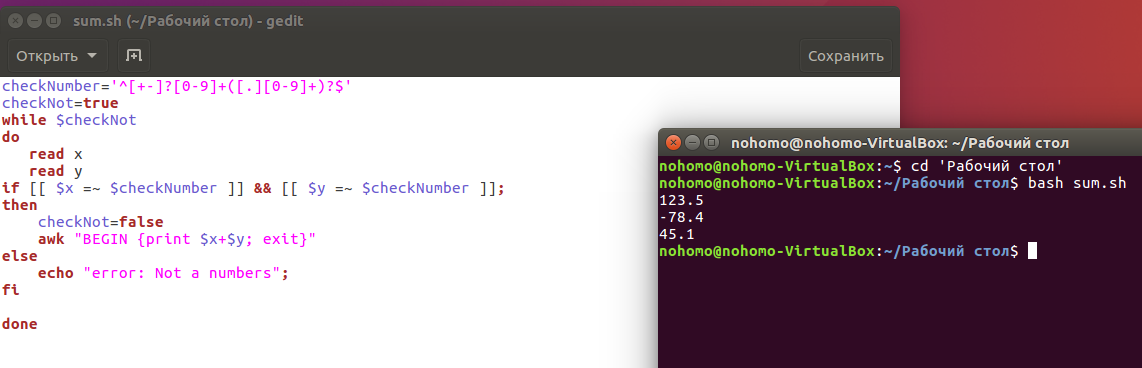 sum.sh (~/Рабочий стол) - gedit
Открыть
Сохранить
checkNumber='^[+-]?[0-9]+([.][0-9]+)?$'
checkNot=true
while $checkNot
do
   read x
   read y
if [[ $x =~ $checkNumber ]] && [[ $y =~ $checkNumber ]];
then
    checkNot=false
    awk "BEGIN {print $x+$y; exit}"
else
    echo "error: Not a numbers";
fi
done
nohomo@nohomo-VirtualBox: ~/Рабочий стол
nohomo@nohomo-VirtualBox:~$ cd 'Рабочий стол'
nohomo@nohomo-VirtualBox:~/Рабочий стол$ bash sum.sh
123.5
-78.4
45.1
nohomo@nohomo-VirtualBox:~/Рабочий стол$